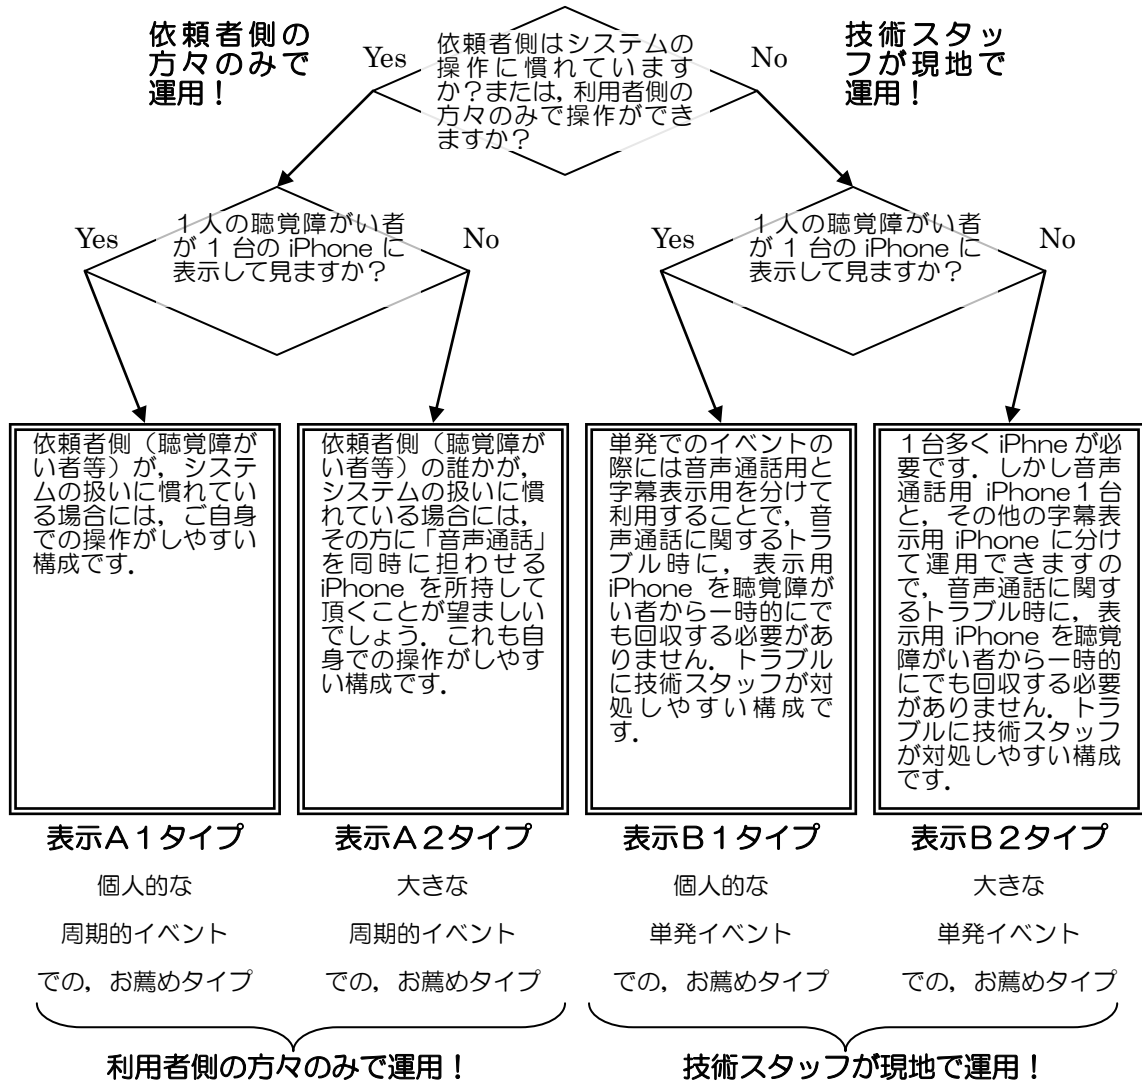 依頼者側の
方々のみで
運用！
Yes
依頼者側はシステムの
操作に慣れています
か？または，利用者側の
方々のみで操作ができ
ますか？
No
技術スタッ
フが現地で
運用！
Yes
１人の聴覚障がい者
が１台の iPhone に
表示して見ますか？
No
Yes
１人の聴覚障がい者
が１台の iPhone に
表示して見ますか？
No
依頼者側（聴覚障が
い者等）が，システ
ムの扱いに慣れてい
る場合には，ご自身
での操作がしやすい
構成です．
依頼者側（聴覚障が
い者等）の誰かが，
システムの扱いに慣
れている場合には，
その方に「音声通話」
を同時に担わせる
iPhone を所持して
頂くことが望ましい
でしょう．これも自
身での操作がしやす
い構成です．
単発でのイベントの
際には音声通話用と
字幕表示用を分けて
利用することで，音
声通話に関するトラ
ブル時に，表示用
iPhone を聴覚障が
い者から一時的にで
も回収する必要があ
りません．トラブル
に技術スタッフが対
処しやすい構成で
す．
１台多く iPhne が必
要です．しかし音声
通話用 iPhone１台
と，その他の字幕表
示用 iPhone に分け
て運用できますの
で，音声通話に関す
るトラブル時に，表
示用 iPhone を聴覚
障がい者から一時的
にでも回収する必要
がありません．トラ
ブルに技術スタッフ
が対処しやすい構成
です．
表示Ａ１タイプ
個人的な
周期的イベント
での，お薦めタイプ
表示Ａ２タイプ
大きな
周期的イベント
での，お薦めタイプ
表示Ｂ１タイプ
個人的な
単発イベント
での，お薦めタイプ
表示Ｂ２タイプ
大きな
単発イベント
での，お薦めタイプ
利用者側の方々のみで運用！
技術スタッフが現地で運用！